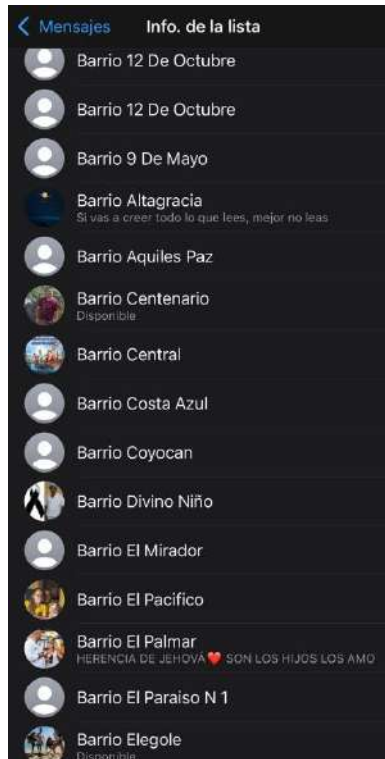 Mensajes Info. de la lista
Barrio 12 De Octubre
Barrio 12 De Octubre
Barrio 9 De Mayo
Barrio Altagracia
Si vas a creer todo lo que lees, mejor no leas
Barrio Aquiles Paz
Barrio Centenario
Disponible
Barrio Central
Barrio Costa Azul
Barrio Coyocan
Barrio Divino Niño
Barrio El Mirador
Barrio El Pacifico
Barrio El Palmar
HERENCIA DE JEHOVÁ❤️ SON LOS HIJOS LOS AMO
Barrio El Paraiso N 1
Barrio Elegole
Disponible